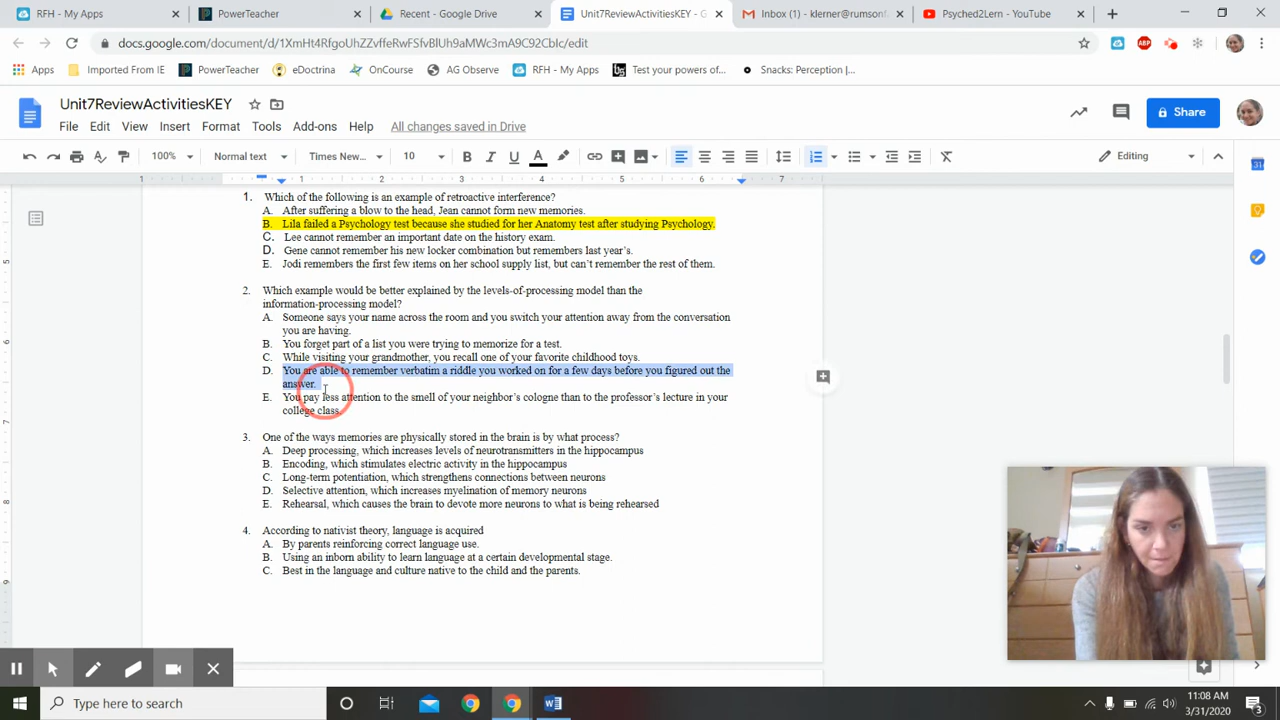 RFH - My Apps
PowerTeacher
Recent - Google Drive
Unit7ReviewActivitiesKEY - G
Inbox (1) - klerner@rumsonf
Psyched2Lern - YouTube
docs.google.com/document/d/1XmHt4RfgoUhZZvffeRwFSfvBlUh9aMWc3mA9C92CbIc/edit
ABP
Apps
Imported From IE
PowerTeacher
eDoctrina
OnCourse
AG Observe
RFH - My Apps
Test your powers of...
Snacks: Perception |...
Unit7ReviewActivitiesKEY
File Edit View Insert Format Tools Add-ons Help All changes saved in Drive
Share
100% Normal text Times New... 10 B I U A Editing
1 1 2 3 4 5 6 7
1. Which of the following is an example of retroactive interference?
A. After suffering a blow to the head, Jean cannot form new memories.
B. Lila failed a Psychology test because she studied for her Anatomy test after studying Psychology.
C. Lee cannot remember an important date on the history exam.
D. Gene cannot remember his new locker combination but remembers last year's.
E. Jodi remembers the first few items on her school supply list, but can't remember the rest of them.
2. Which example would be better explained by the levels-of-processing model than the
information-processing model?
A. Someone says your name across the room and you switch your attention away from the conversation
you are having.
B. You forget part of a list you were trying to memorize for a test.
C. While visiting your grandmother, you recall one of your favorite childhood toys.
D. You are able to remember verbatim a riddle you worked on for a few days before you figured out the
answer.
E. You pay less attention to the smell of your neighbor's cologne than to the professor's lecture in your
college class.
3. One of the ways memories are physically stored in the brain is by what process?
A. Deep processing, which increases levels of neurotransmitters in the hippocampus
B. Encoding, which stimulates electric activity in the hippocampus
C. Long-term potentiation, which strengthens connections between neurons
D. Selective attention, which increases myelination of memory neurons
E. Rehearsal, which causes the brain to devote more neurons to what is being rehearsed
4. According to nativist theory, language is acquired
A. By parents reinforcing correct language use.
B. Using an inborn ability to learn language at a certain developmental stage.
C. Best in the language and culture native to the child and the parents.
5
6
7
8
9
31
Type here to search
11:08 AM
3/31/2020
3